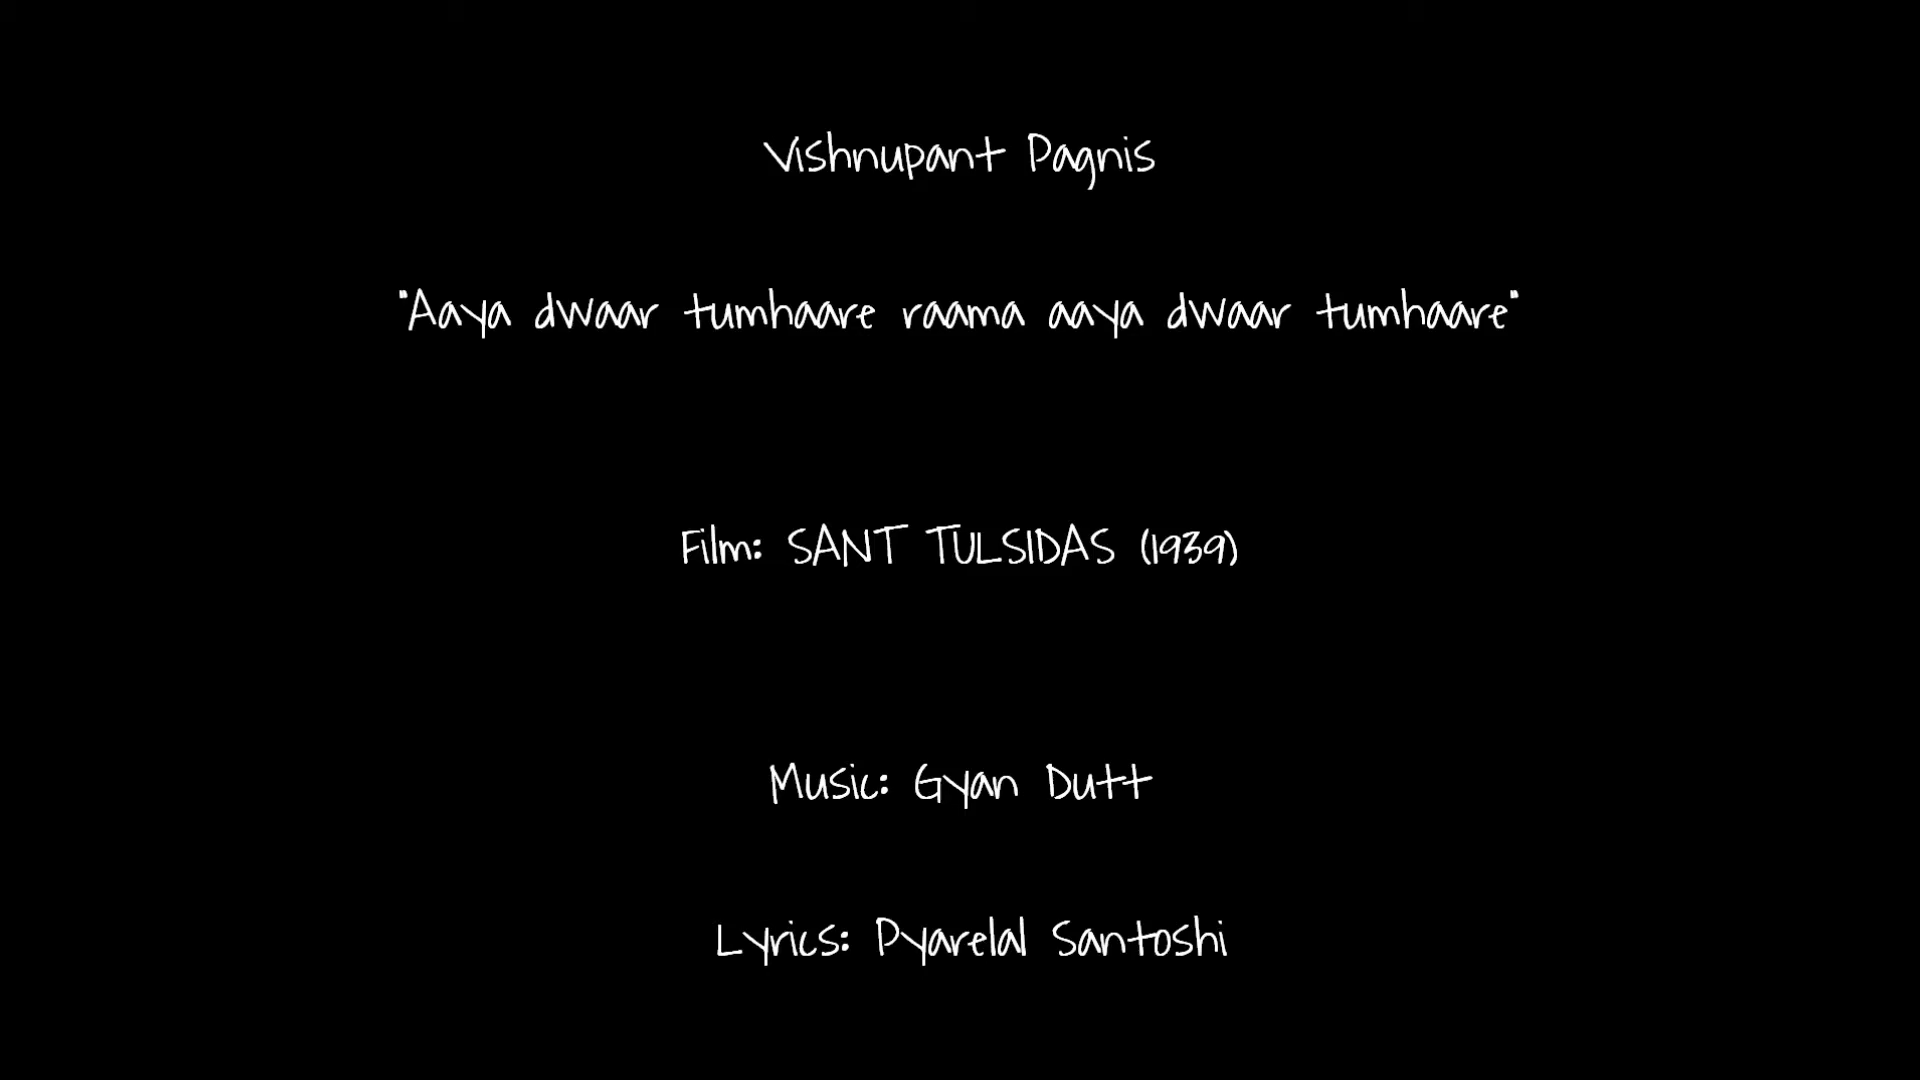 Vishnupant Pagnis
"Aaya dwaar tumhaare raama aaya dwaar tumhaare"
Film: SANT TULSIDAS (1939)
Music: Gyan Dutt
Lyrics: Pyarelal Santoshi